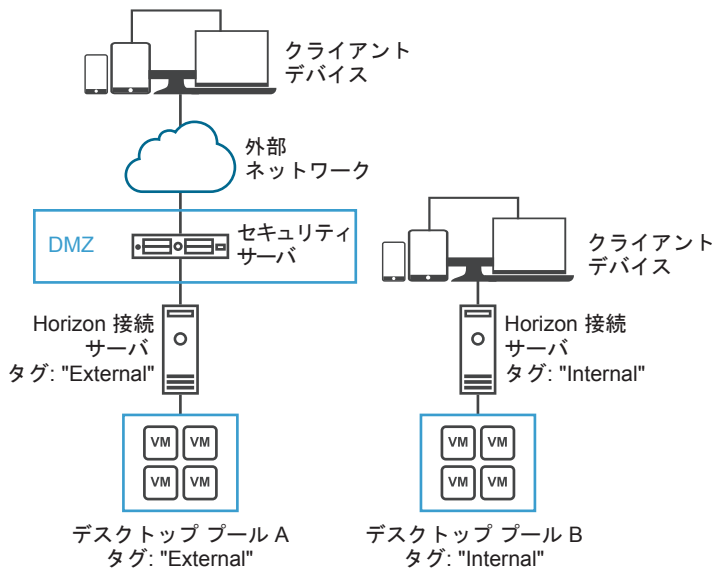 クライアント
デバイス
外部
ネットワーク
DMZ
セキュリティ
サーバ
クライアント
デバイス
Horizon 接続
サーバ
タグ: "External"
Horizon 接続
サーバ
タグ: "Internal"
VM VM
VM VM
VM VM
VM VM
デスクトップ プール A
タグ: "External"
デスクトップ プール B
タグ: "Internal"